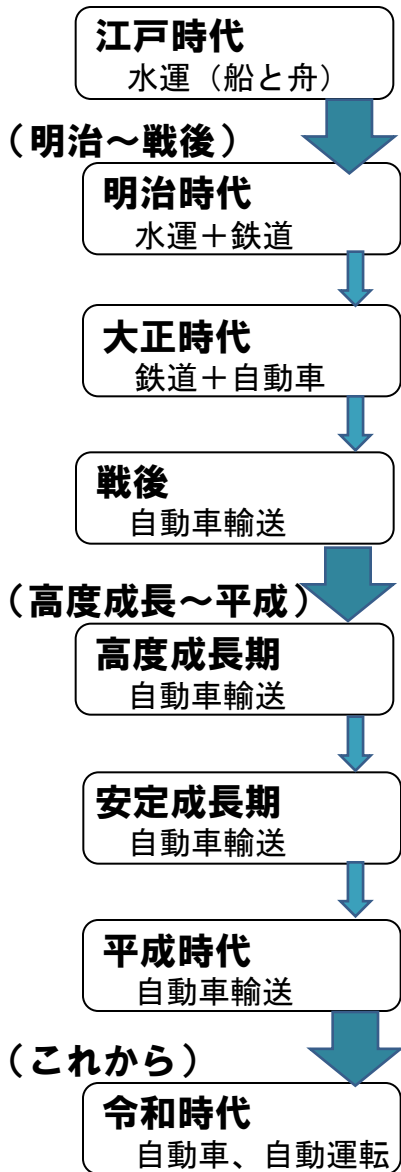 江戸時代
水運（船と舟）
（明治～戦後）
明治時代
水運＋鉄道
大正時代
鉄道＋自動車
戦後
自動車輸送
（高度成長～平成）
高度成長期
自動車輸送
安定成長期
自動車輸送
平成時代
自動車輸送
（これから）
令和時代
自動車、自動運転